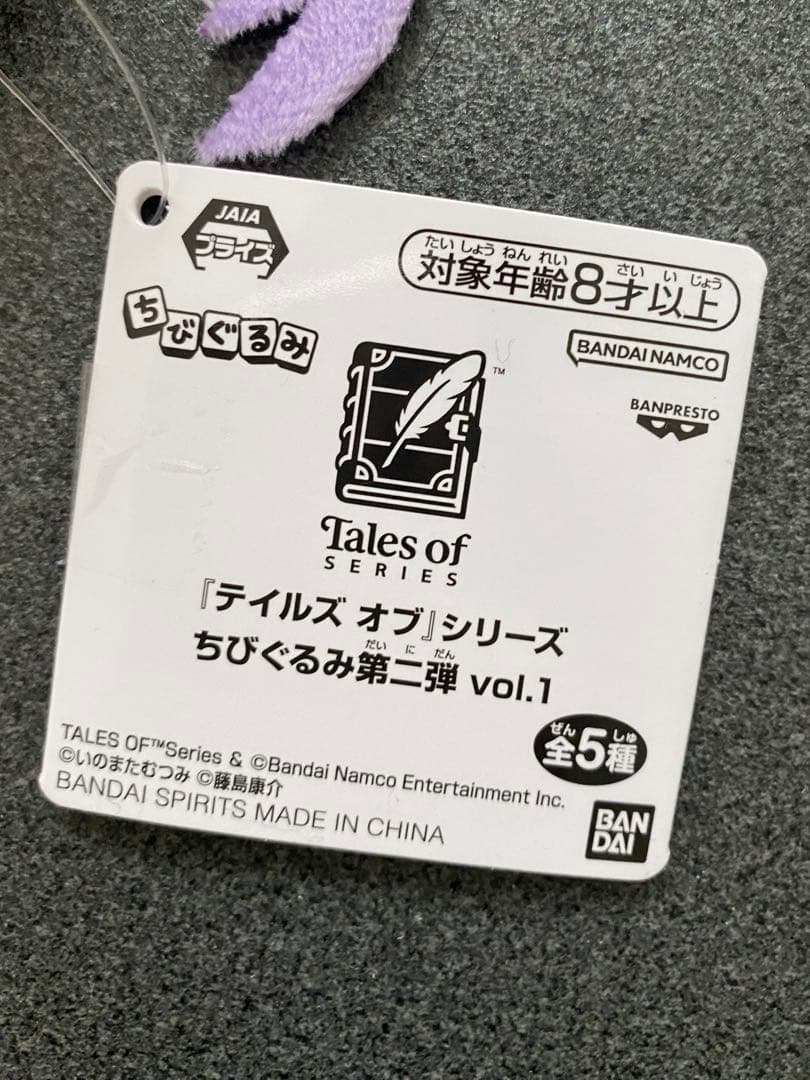 JAIA
プライズ
たいしょうねんれい さい いじょう
対象年齢8才以上
ちびぐるみ
BANDAI NAMCO
BANPRESTO
TM
Tales of
SERIES
『テイルズ オブ』シリーズ
だい に だん
ちびぐるみ第二弾 vol.1
ぜん しゅ
全5種
TALES OF™Series & ©Bandai Namco Entertainment Inc.
©いのまたむつみ ©藤島康介
BANDAI SPIRITS MADE IN CHINA
BAN
DAI